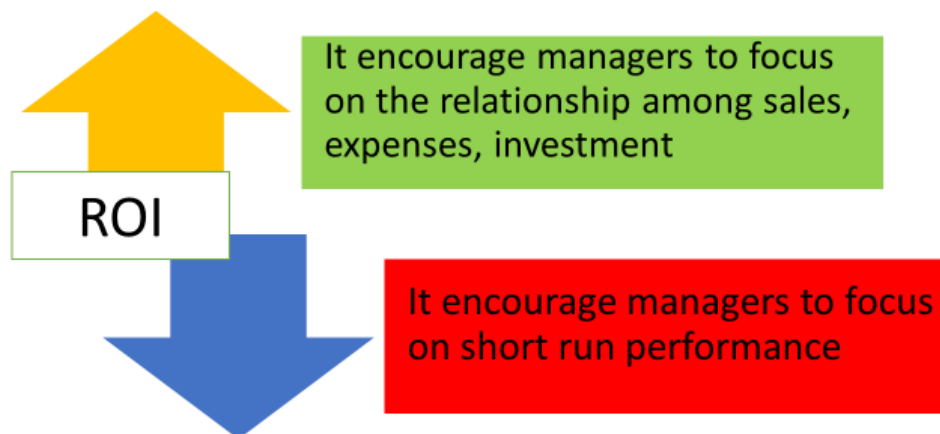 It encourage managers to focus
on the relationship among sales,
expenses, investment
ROI
It encourage managers to focus
on short run performance